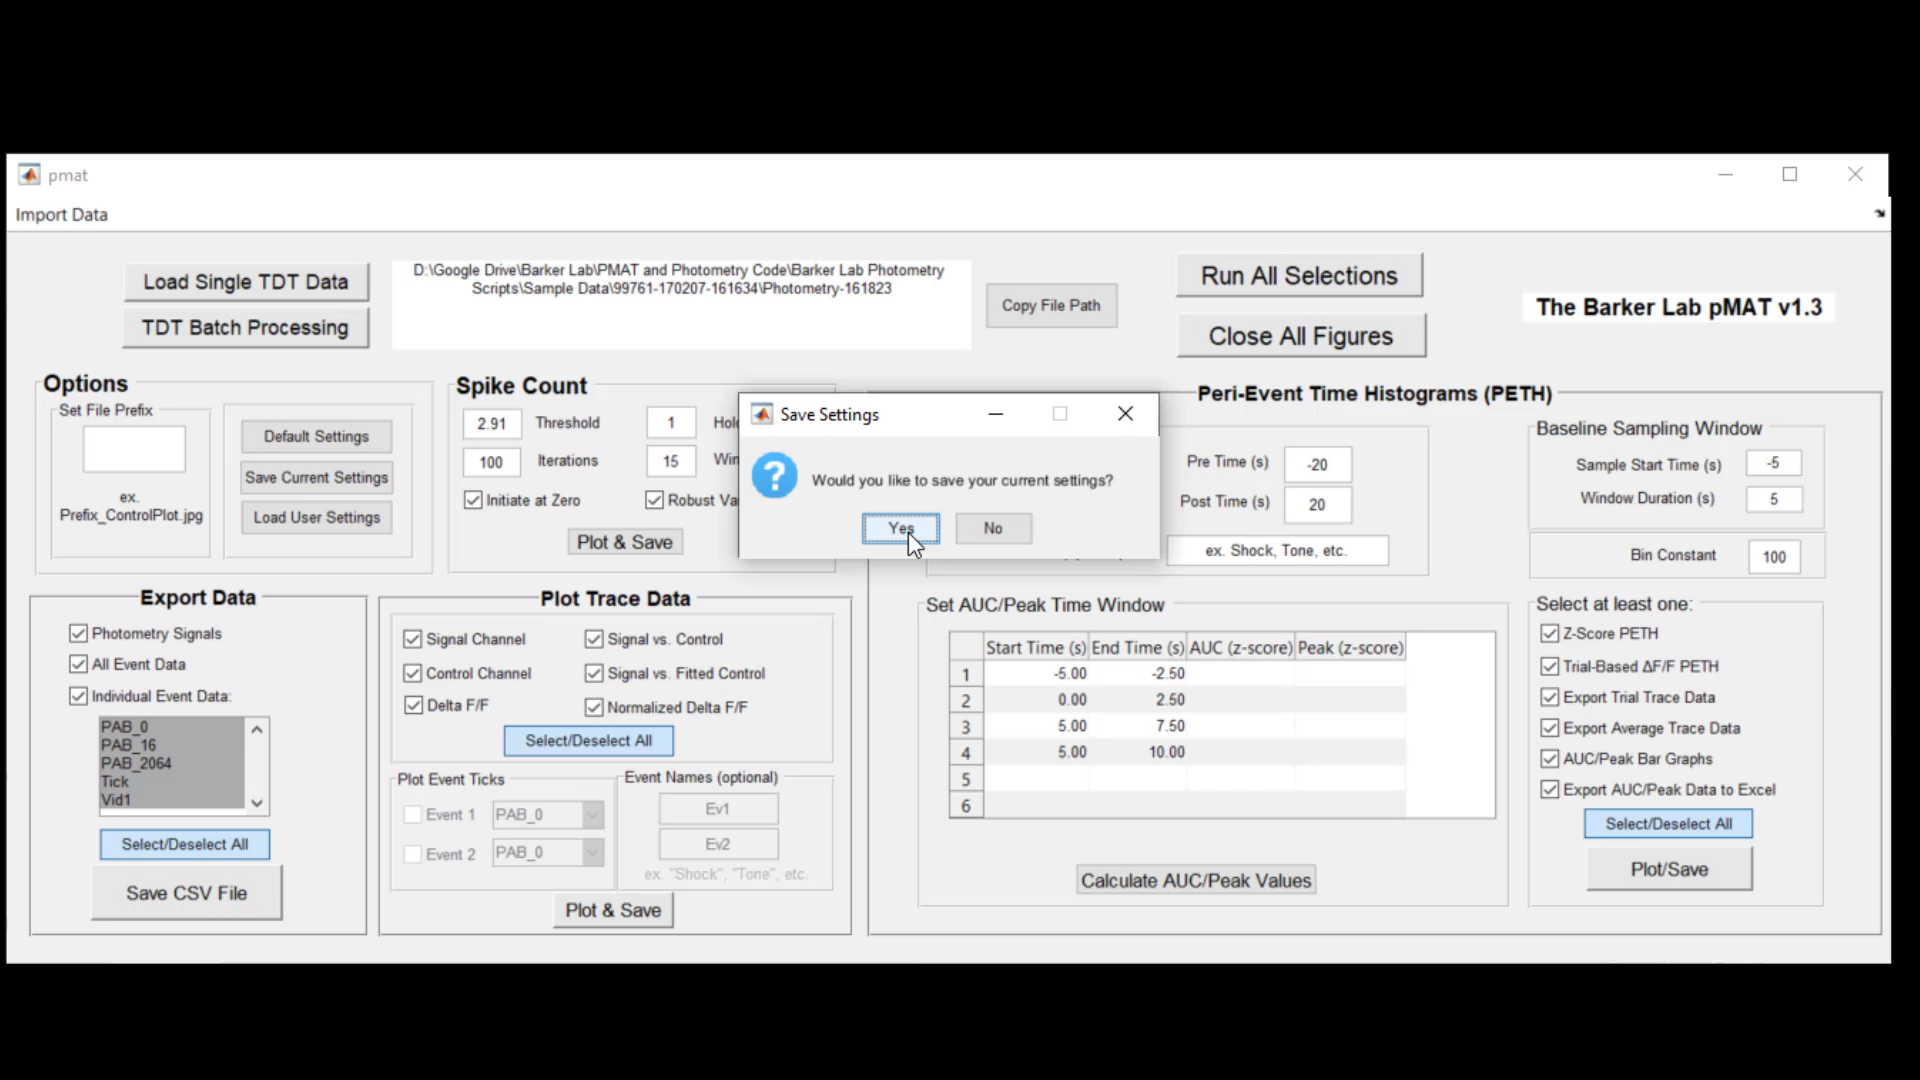 pmat
Import Data
Load Single TDT Data
TDT Batch Processing
D:\Google Drive\Barker Lab\PMAT and Photometry Code\Barker Lab Photometry
Scripts\Sample Data\99761-170207-161634\Photometry-161823
Copy File Path
Run All Selections
Close All Figures
The Barker Lab pMAT v1.3
Options
Set File Prefix
ex.
Prefix_ControlPlot.jpg
Default Settings
Save Current Settings
Load User Settings
Spike Count
2.91 Threshold 1
100 Iterations 15
Initiate at Zero Robust
Plot & Save
Save Settings
Would you like to save your current settings?
Yes No
Peri-Event Time Histograms (PETH)
Pre Time (s) -20
Post Time (s) 20
ex. Shock, Tone, etc.
Baseline Sampling Window
Sample Start Time (s) -5
Window Duration (s) 5
Bin Constant 100
Export Data
Photometry Signals
All Event Data
Individual Event Data:
PAB_0
PAB_16
PAB_2064
Tick
Vid1
Select/Deselect All
Save CSV File
Plot Trace Data
Signal Channel Signal vs. Control
Control Channel Signal vs. Fitted Control
Delta F/F Normalized Delta F/F
Select/Deselect All
Plot Event Ticks
Event 1 PAB_0
Event 2 PAB_0
Event Names (optional)
Ev1
Ev2
ex. "Shock", "Tone", etc.
Plot & Save
Set AUC/Peak Time Window
Start Time (s) End Time (s) AUC (z-score) Peak (z-score)
1 -5.00 -2.50
2 0.00 2.50
3 5.00 7.50
4 5.00 10.00
5
6
Calculate AUC/Peak Values
Select at least one:
Z-Score PETH
Trial-Based ΔF/F PETH
Export Trial Trace Data
Export Average Trace Data
AUC/Peak Bar Graphs
Export AUC/Peak Data to Excel
Select/Deselect All
Plot/Save